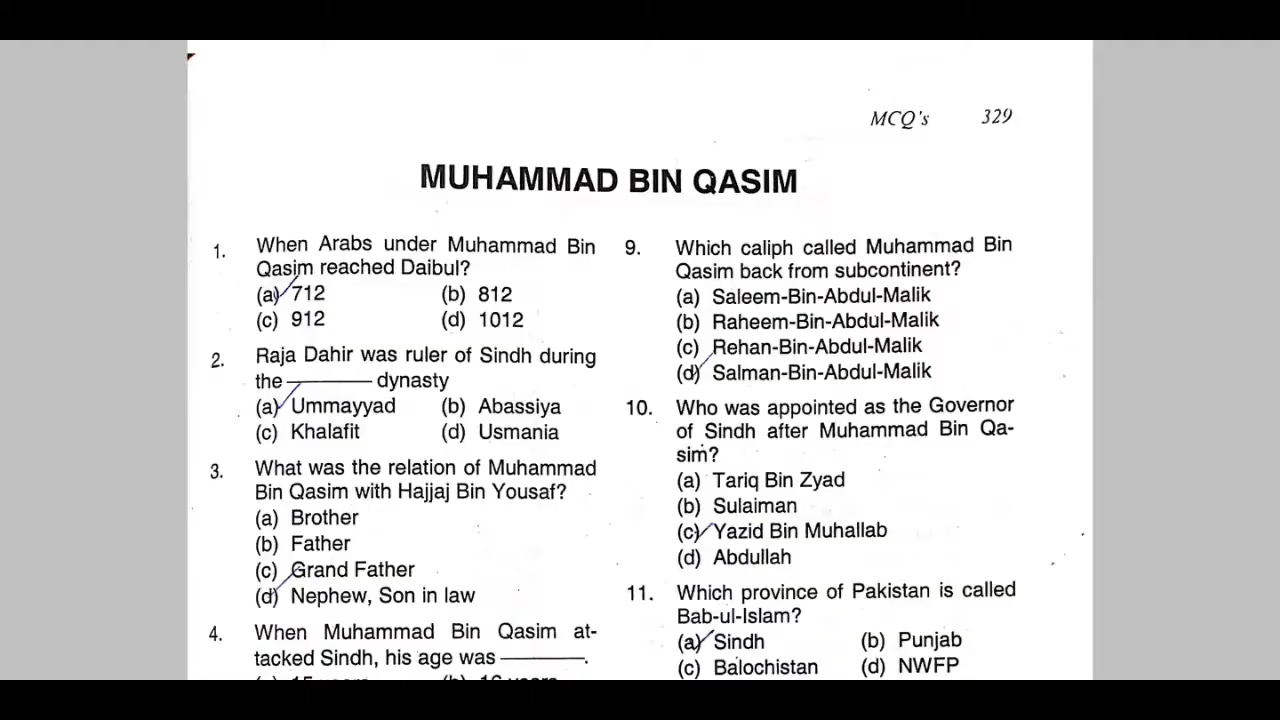 MCQ's 329
MUHAMMAD BIN QASIM
1. When Arabs under Muhammad Bin
Qasim reached Daibul?
(a) 712 (b) 812
(c) 912 (d) 1012
2. Raja Dahir was ruler of Sindh during
the ———— dynasty
(a) Ummayyad (b) Abassiya
(c) Khalafit (d) Usmania
3. What was the relation of Muhammad
Bin Qasim with Hajjaj Bin Yousaf?
(a) Brother
(b) Father
(c) Grand Father
(d) Nephew, Son in law
4. When Muhammad Bin Qasim at-
tacked Sindh, his age was ————.
(a) 15 years (b) 16 years
9. Which caliph called Muhammad Bin
Qasim back from subcontinent?
(a) Saleem-Bin-Abdul-Malik
(b) Raheem-Bin-Abdul-Malik
(c) Rehan-Bin-Abdul-Malik
(d) Salman-Bin-Abdul-Malik
10. Who was appointed as the Governor
of Sindh after Muhammad Bin Qa-
sim?
(a) Tariq Bin Zyad
(b) Sulaiman
(c) Yazid Bin Muhallab
(d) Abdullah
11. Which province of Pakistan is called
Bab-ul-Islam?
(a) Sindh (b) Punjab
(c) Balochistan (d) NWFP